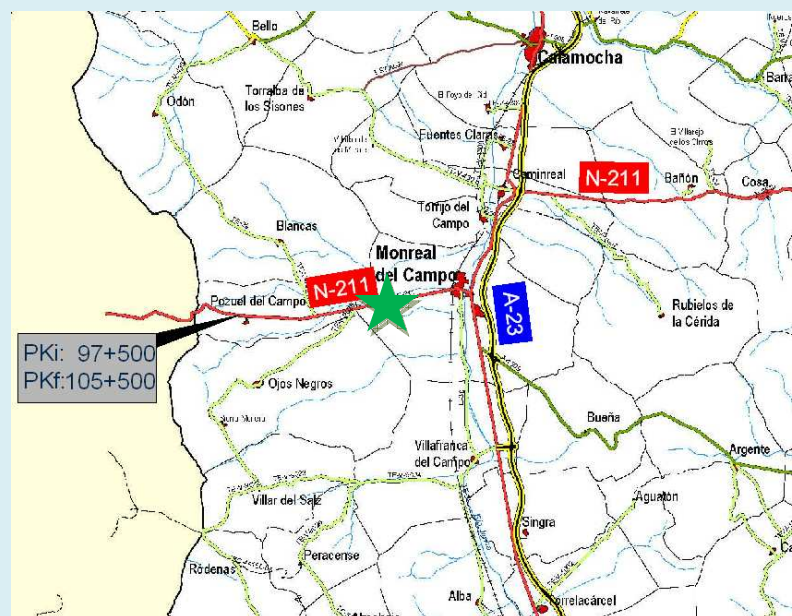 Bello
Calamocha
Odón
Torralba de
los Sisones
El Poyo del Cid
Fuentes Claras
Caminreal
N-211
Bañón
Cosa
Torrijo del
Campo
Blancas
Monreal
del Campo
N-211
Pozuel del Campo
A-23
Rubielos de
la Cérida
PKi: 97+500
PKf:105+500
Ojos Negros
Bueña
Villafranca
del Campo
Argente
Villar del Salz
Aguatón
Singra
Peracense
Ródenas
Alba
Torrelacárcel